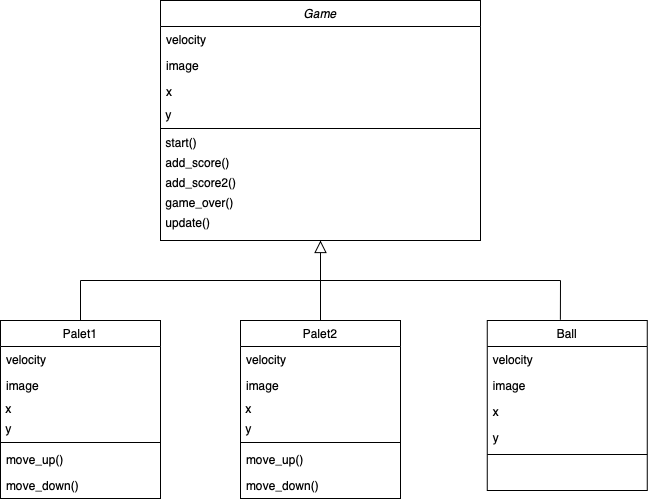 Game
velocity
image
x
y
start()
add_score()
add_score2()
game_over()
update()
Palet1
velocity
image
x
y
move_up()
move_down()
Palet2
velocity
image
x
y
move_up()
move_down()
Ball
velocity
image
x
y